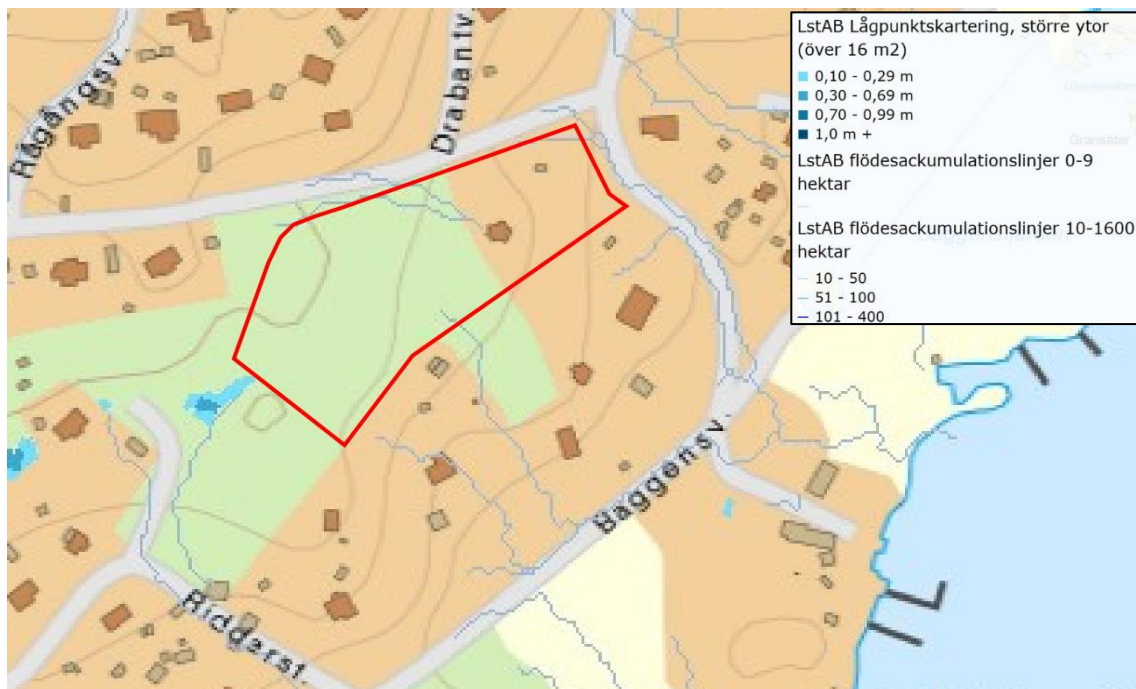 LstAB Lågpunktskartering, större ytor
(över 16 m2)
0,10 - 0,29 m
0,30 - 0,69 m
0,70 - 0,99 m
1,0 m +
LstAB flödesackumulationslinjer 0-9
hektar
LstAB flödesackumulationslinjer 10-1600
hektar
10 - 50
51 - 100
101 - 400
Gransäter
Rågångsv.
Drabantv
Baggensv.
Riddarst